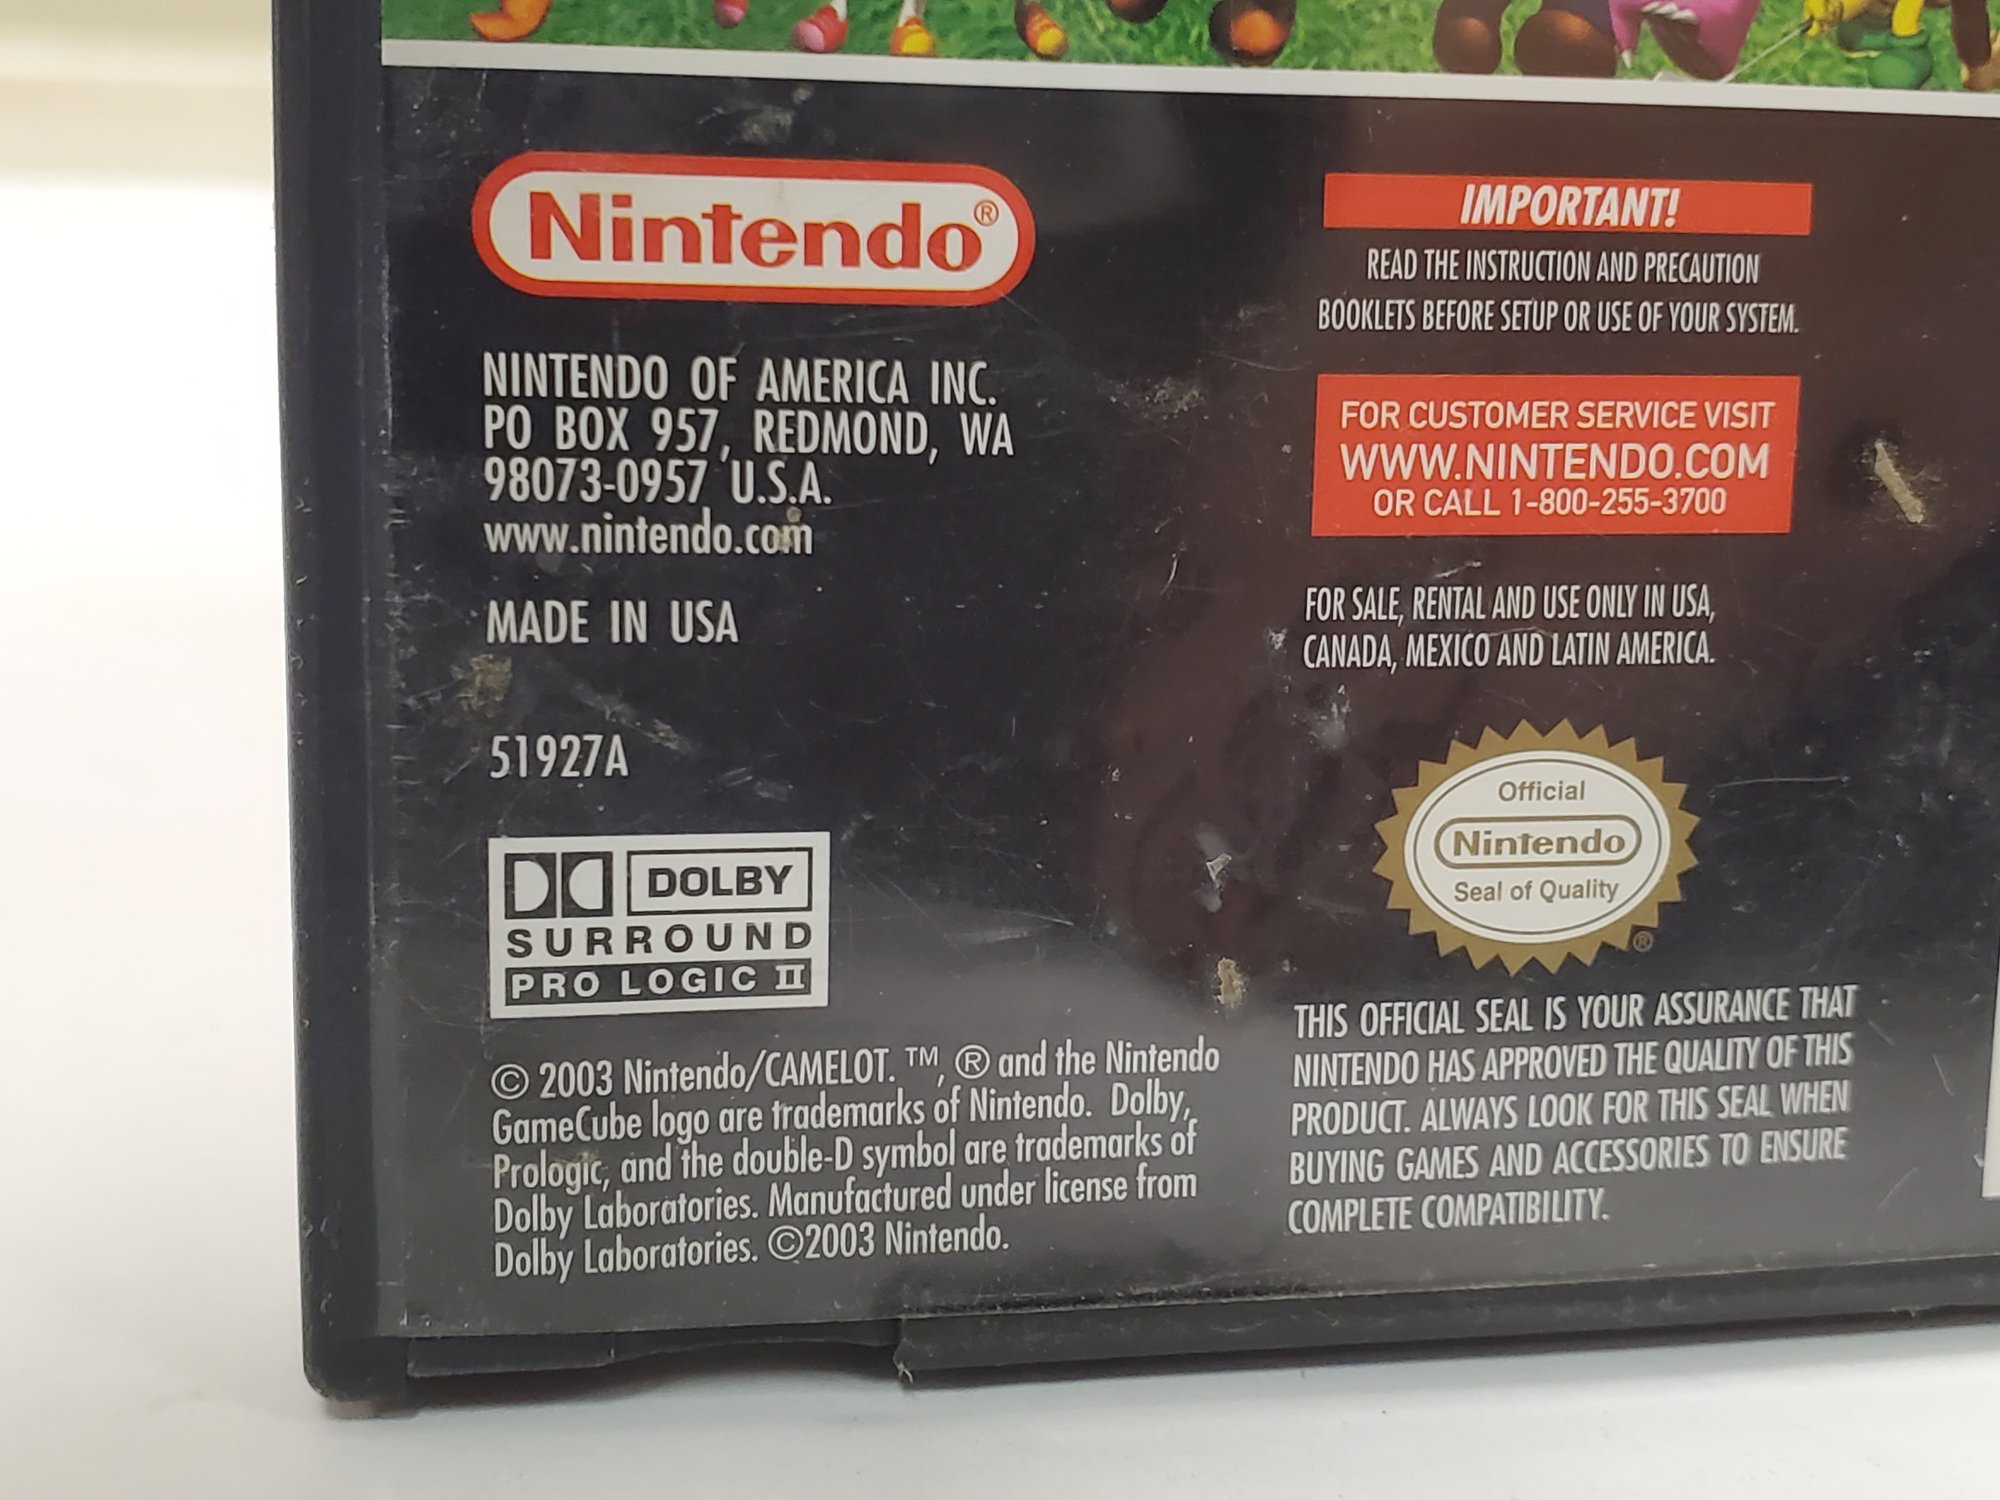 Nintendo®
NINTENDO OF AMERICA INC.
PO BOX 957, REDMOND, WA
98073-0957 U.S.A.
www.nintendo.com
MADE IN USA
51927A
DOLBY
SURROUND
PRO LOGIC II
© 2003 Nintendo/CAMELOT. ™, ® and the Nintendo
GameCube logo are trademarks of Nintendo. Dolby,
Prologic, and the double-D symbol are trademarks of
Dolby Laboratories. Manufactured under license from
Dolby Laboratories. ©2003 Nintendo.
IMPORTANT!
READ THE INSTRUCTION AND PRECAUTION
BOOKLETS BEFORE SETUP OR USE OF YOUR SYSTEM.
FOR CUSTOMER SERVICE VISIT
WWW.NINTENDO.COM
OR CALL 1-800-255-3700
FOR SALE, RENTAL AND USE ONLY IN USA,
CANADA, MEXICO AND LATIN AMERICA.
Official
Nintendo
Seal of Quality
®
THIS OFFICIAL SEAL IS YOUR ASSURANCE THAT
NINTENDO HAS APPROVED THE QUALITY OF THIS
PRODUCT. ALWAYS LOOK FOR THIS SEAL WHEN
BUYING GAMES AND ACCESSORIES TO ENSURE
COMPLETE COMPATIBILITY.